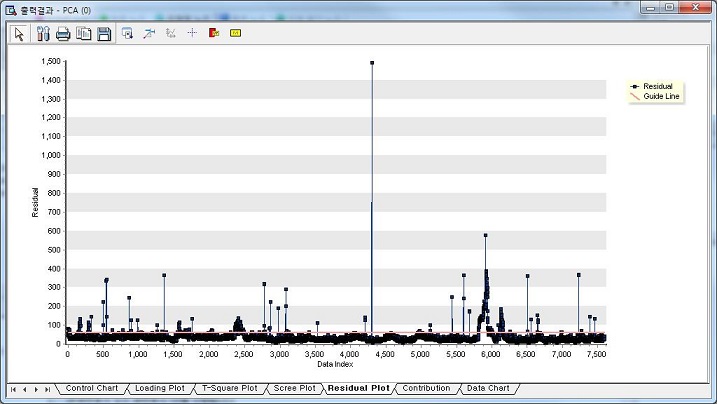 출력결과 - PCA (0)
1,500
1,400
1,300
1,200
1,100
1,000
900
800
700
600
500
400
300
200
100
0
Residual
0 500 1,000 1,500 2,000 2,500 3,000 3,500 4,000 4,500 5,000 5,500 6,000 6,500 7,000 7,500
Data Index
Residual
Guide Line
Control Chart Loading Plot T-Square Plot Scree Plot Residual Plot Contribution Data Chart